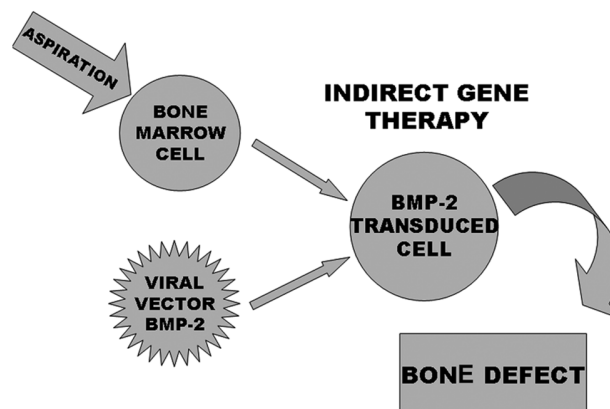 ASPIRATION
BONE
MARROW
CELL
INDIRECT GENE
THERAPY
BMP-2
TRANSDUCED
CELL
VIRAL
VECTOR
BMP-2
BONE DEFECT